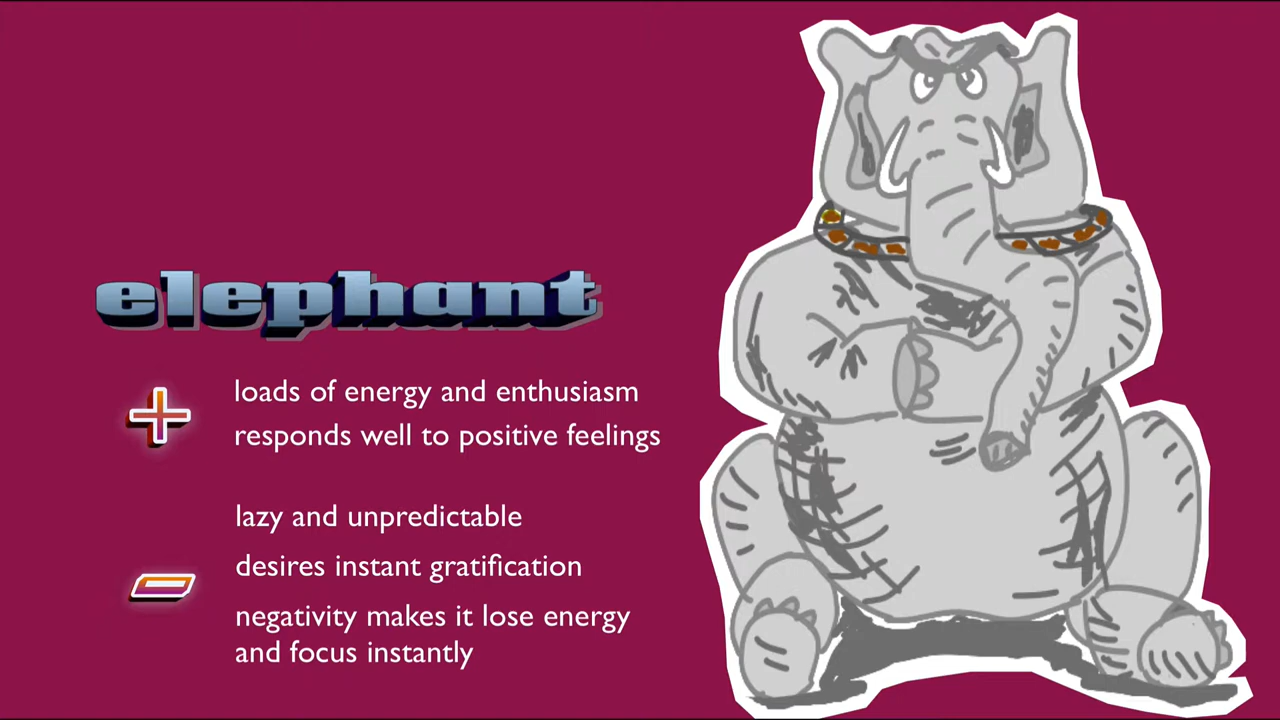 elephant
loads of energy and enthusiasm
responds well to positive feelings
lazy and unpredictable
desires instant gratification
negativity makes it lose energy
and focus instantly